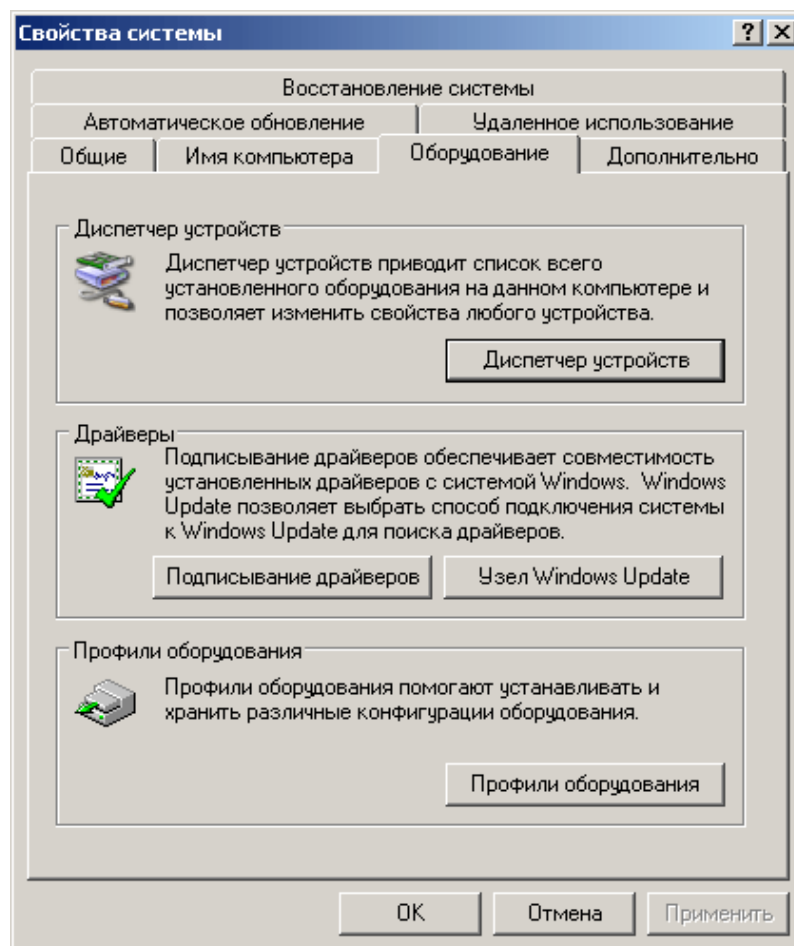 Свойства системы
Восстановление системы
Автоматическое обновление Удаленное использование
Общие Имя компьютера Оборудование Дополнительно
Диспетчер устройств
Диспетчер устройств приводит список всего
установленного оборудования на данном компьютере и
позволяет изменить свойства любого устройства.
Диспетчер устройств
Драйверы
Подписывание драйверов обеспечивает совместимость
установленных драйверов с системой Windows. Windows
Update позволяет выбрать способ подключения системы
к Windows Update для поиска драйверов.
Подписывание драйверов Узел Windows Update
Профили оборудования
Профили оборудования помогают устанавливать и
хранить различные конфигурации оборудования.
Профили оборудования
ОК Отмена Применить